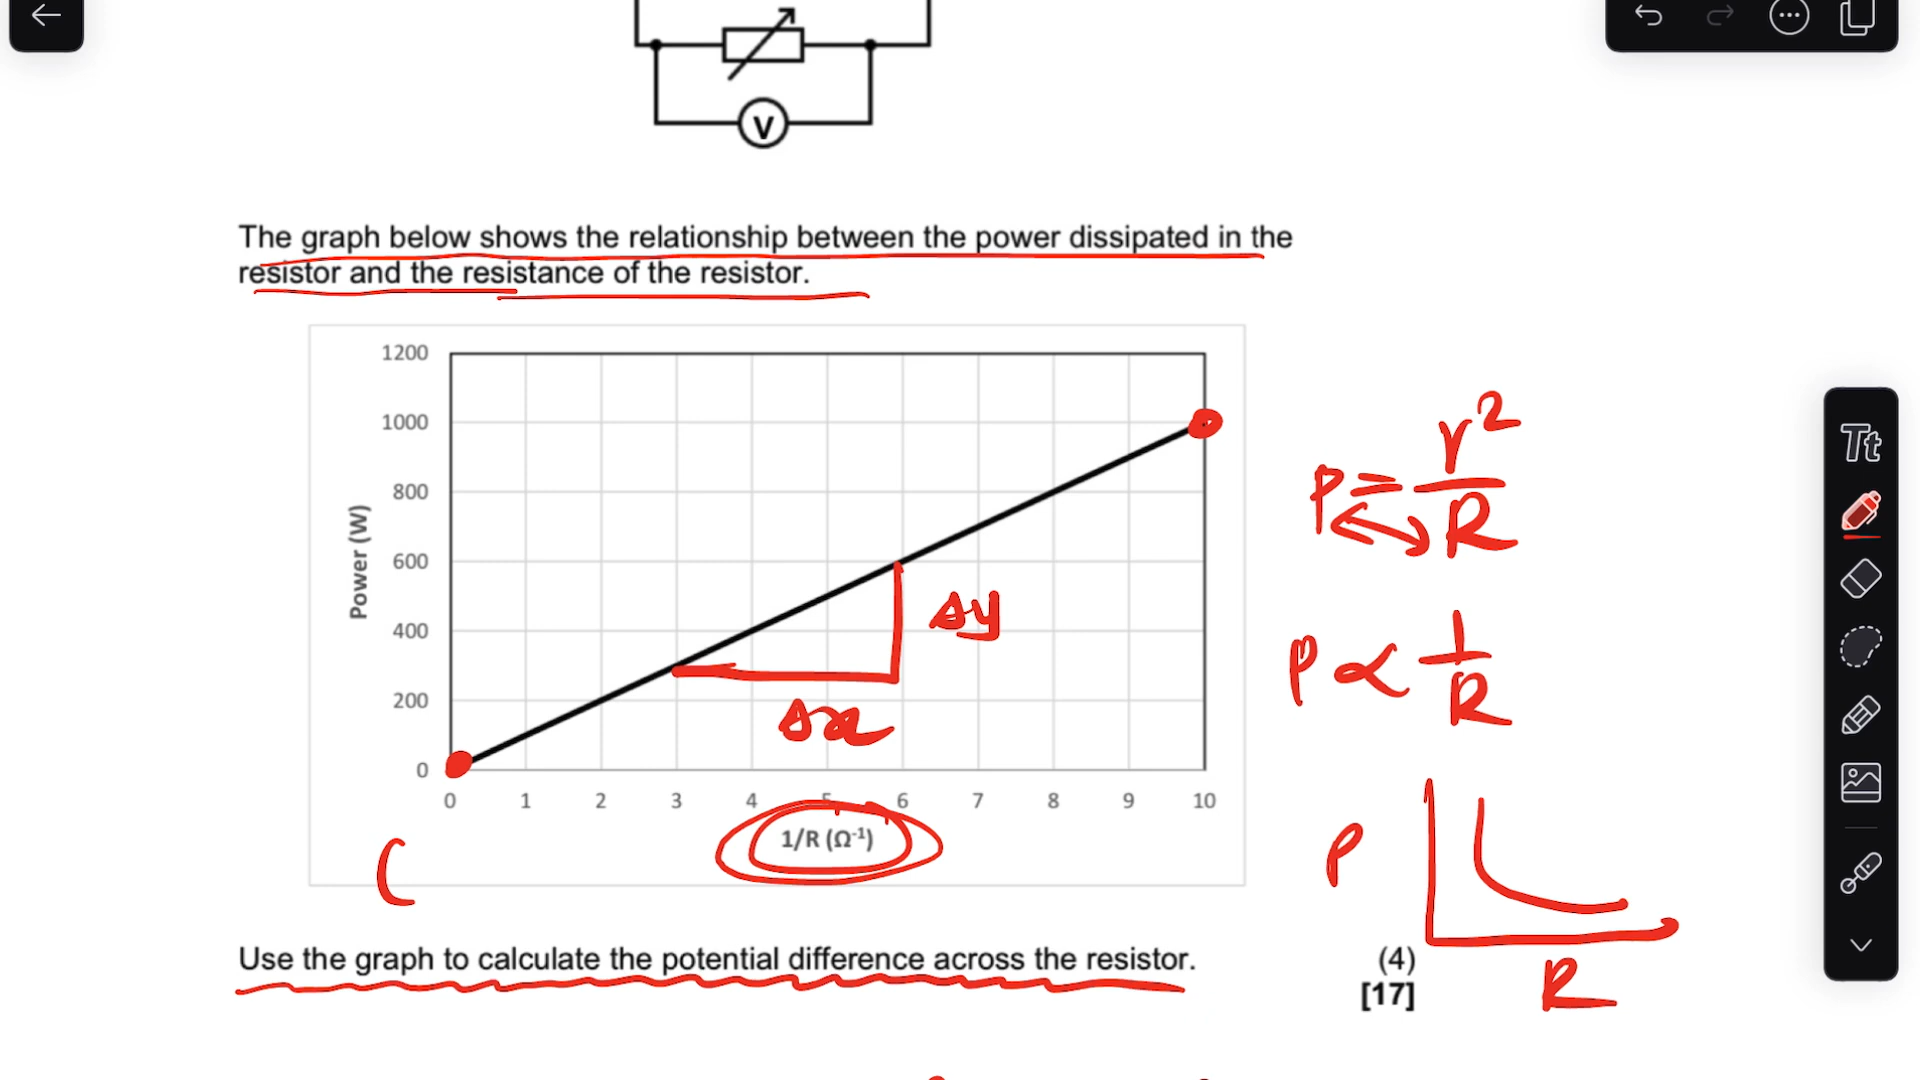 V
The graph below shows the relationship between the power dissipated in the
resistor and the resistance of the resistor.
1200
1000
800
600
400
200
0
Power (W)
0 1 2 3 4 5 6 7 8 9 10
1/R (Ω⁻¹)
Δy
Δx
P = V²/R
P ∝ 1/R
P
R
(
Use the graph to calculate the potential difference across the resistor.
(4)
[17]
Tt